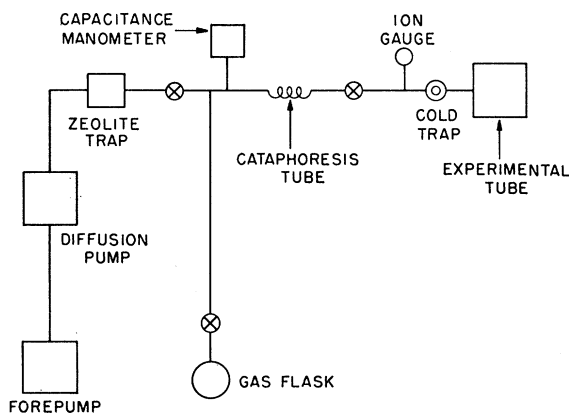 CAPACITANCE
MANOMETER
ION
GAUGE
ZEOLITE
TRAP
CATAPHORESIS
TUBE
COLD
TRAP
EXPERIMENTAL
TUBE
DIFFUSION
PUMP
GAS FLASK
FOREPUMP